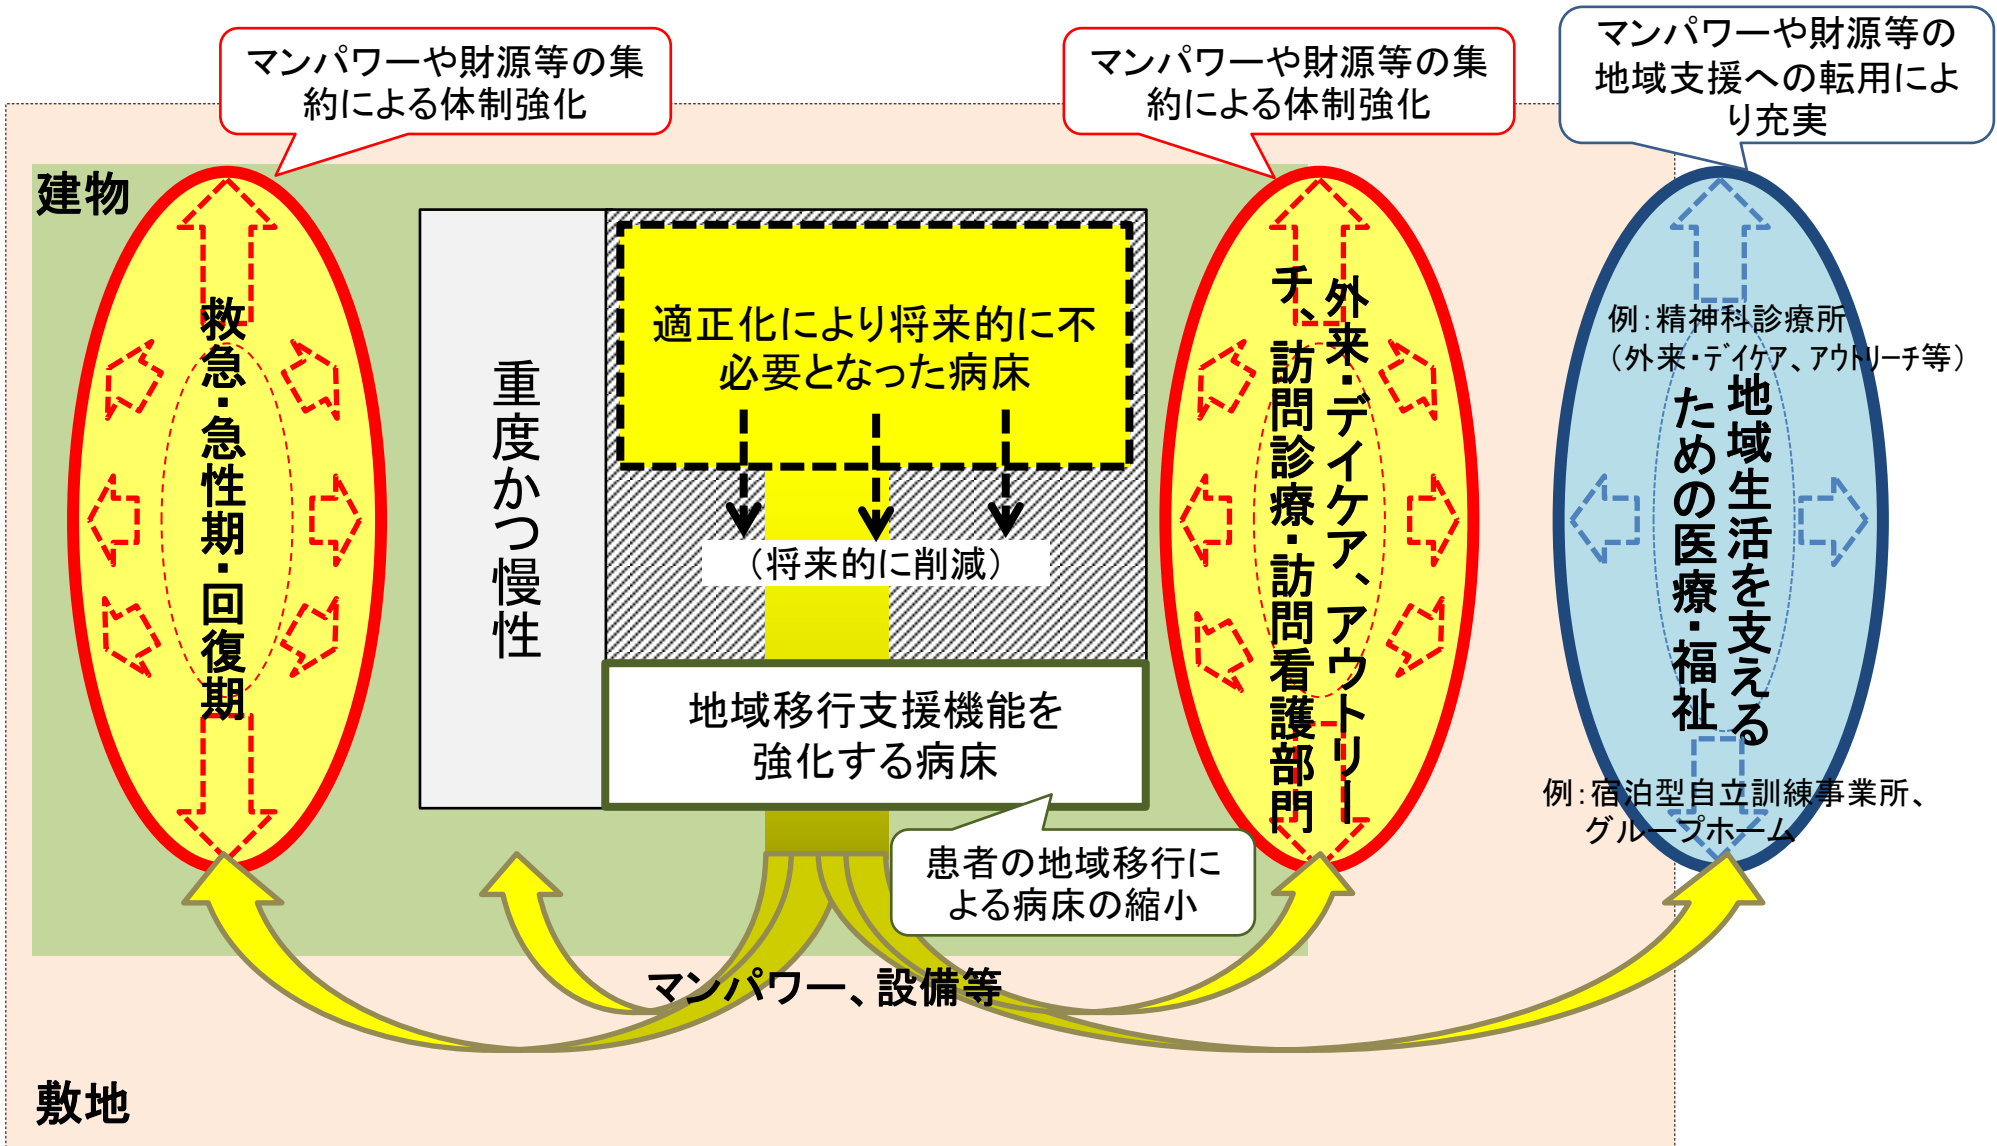 マンパワーや財源等の集
約による体制強化
マンパワーや財源等の集
約による体制強化
マンパワーや財源等の
地域支援への転用によ
り充実
建物
救急・急性期・回復期
重度かつ慢性
適正化により将来的に不
必要となった病床
（将来的に削減）
地域移行支援機能を
強化する病床
患者の地域移行に
よる病床の縮小
外来・デイケア、アウトリー
チ、訪問診療・訪問看護部門
例：精神科診療所
（外来・ﾃﾞｲｹｱ、ｱｳﾄﾘｰﾁ等）
地域生活を支える
ための医療・福祉
例：宿泊型自立訓練事業所、
グループホーム
マンパワー、設備等
敷地